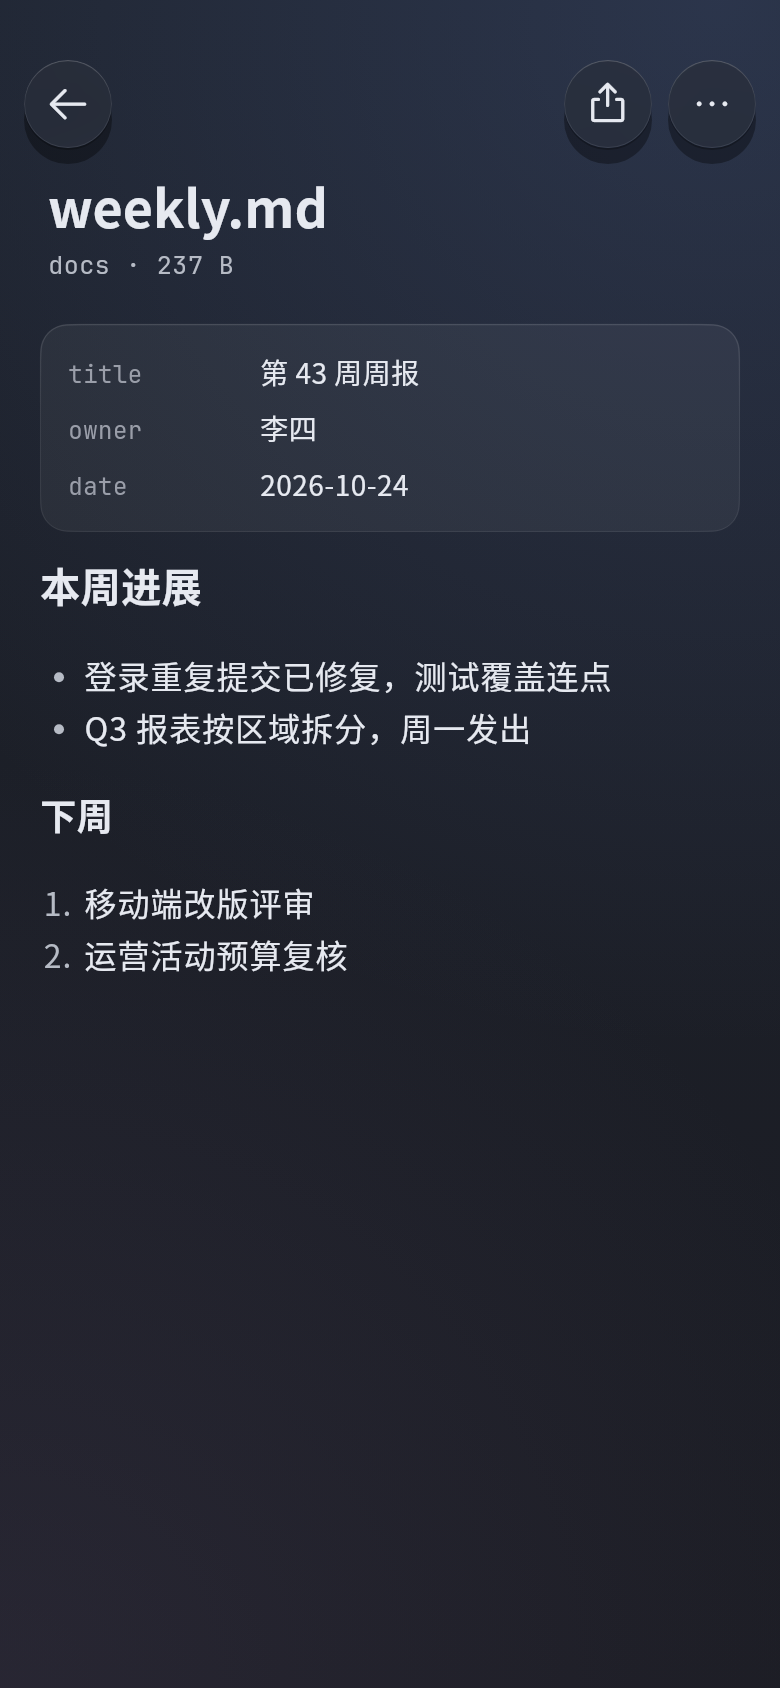 weekly.md
docs · 237 B
title 第 43 周周报
owner 李四
date 2026-10-24
本周进展
• 登录重复提交已修复，测试覆盖连点
• Q3 报表按区域拆分，周一发出
下周
1. 移动端改版评审
2. 运营活动预算复核